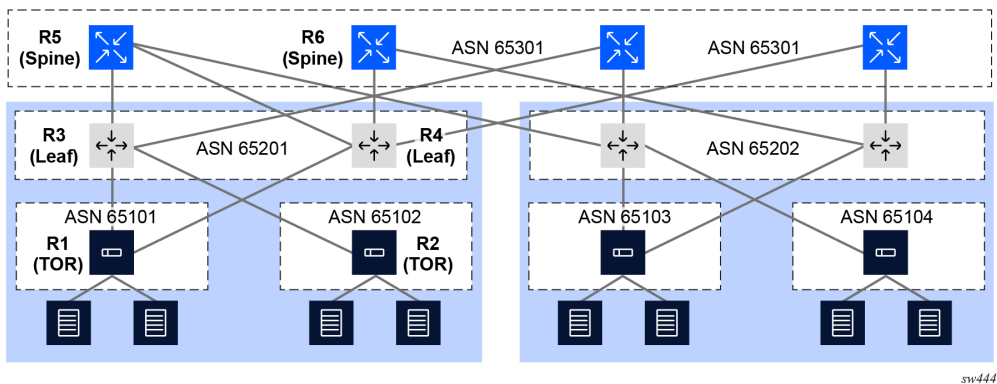 R5
(Spine)
R6
(Spine)
ASN 65301
ASN 65301
R3
(Leaf)
ASN 65201
R4
(Leaf)
ASN 65202
ASN 65101
R1
(TOR)
ASN 65102
R2
(TOR)
ASN 65103
ASN 65104
sw444